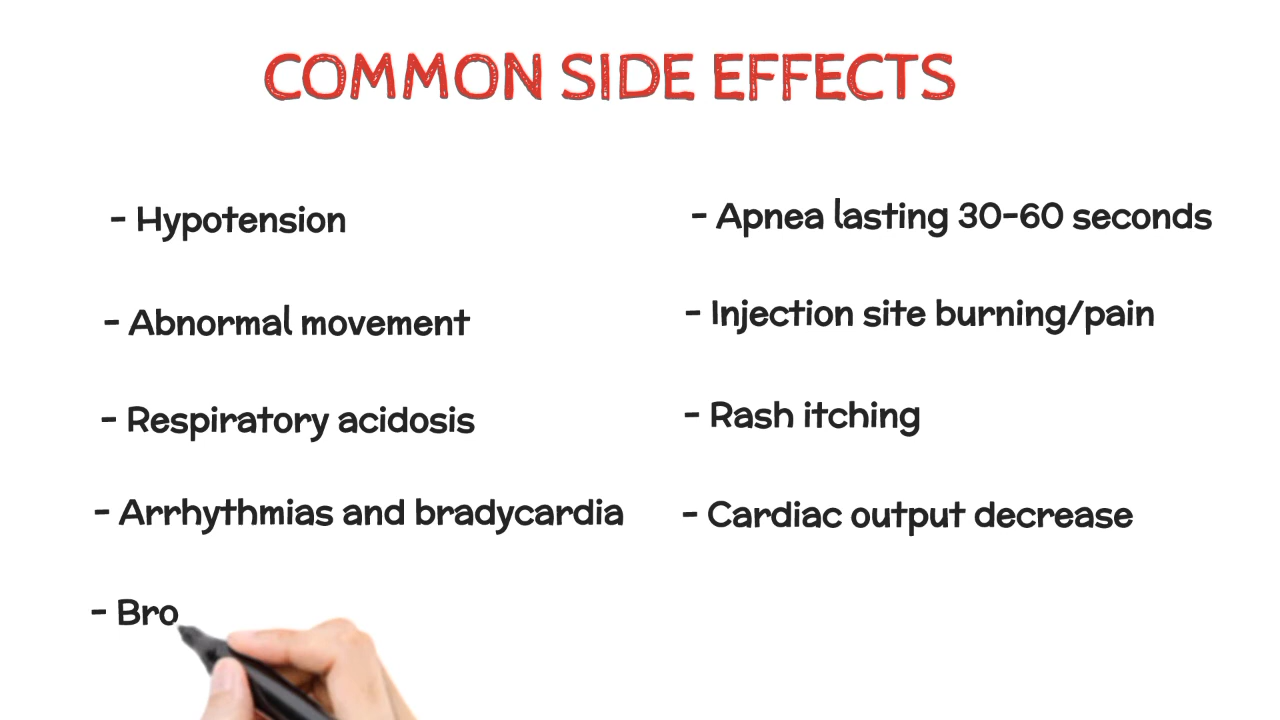 COMMON SIDE EFFECTS
- Hypotension
- Abnormal movement
- Respiratory acidosis
- Arrhythmias and bradycardia
- Bro
- Apnea lasting 30-60 seconds
- Injection site burning/pain
- Rash itching
- Cardiac output decrease